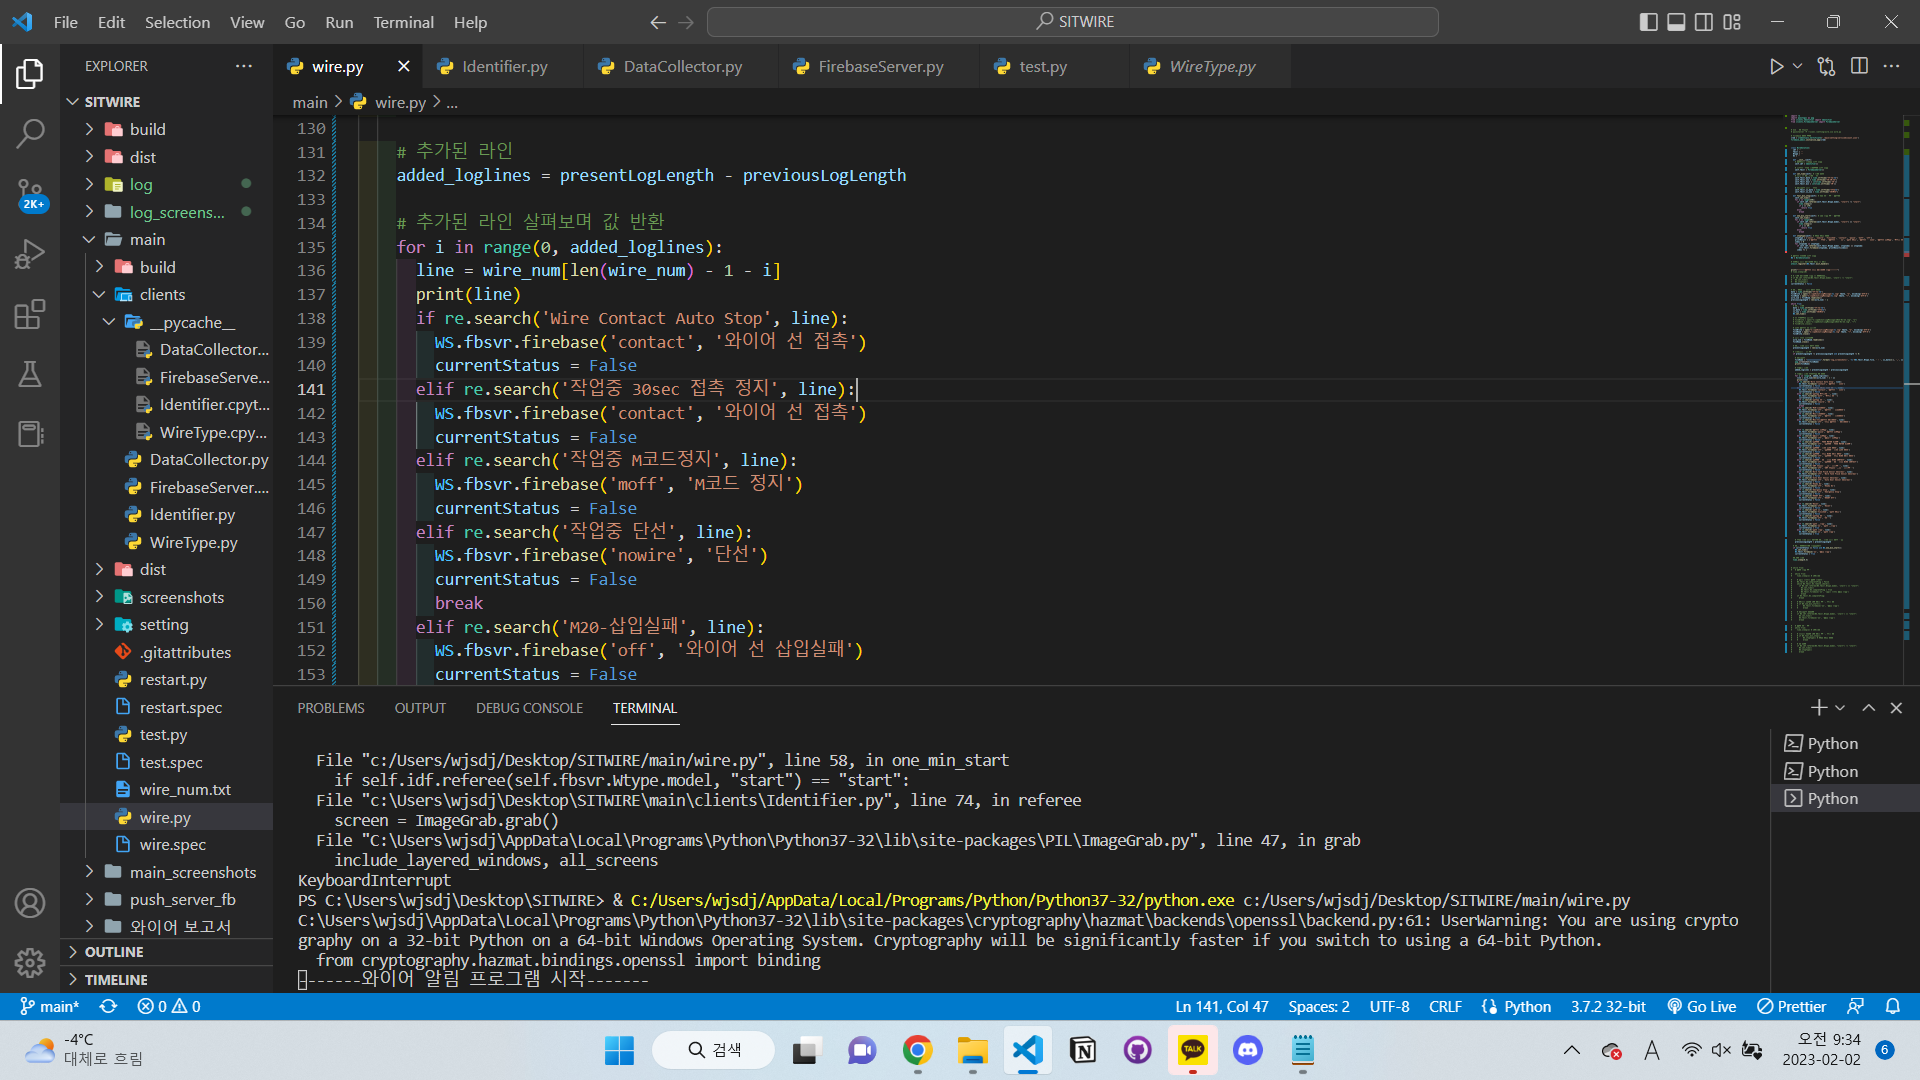 File Edit Selection View Go Run Terminal Help
SITWIRE
EXPLORER
SITWIRE
build
dist
log
log_screens...
main
build
clients
__pycache__
DataCollector...
FirebaseServe...
Identifier.cpyt...
WireType.cpy...
DataCollector.py
FirebaseServer....
Identifier.py
WireType.py
dist
screenshots
setting
.gitattributes
restart.py
restart.spec
test.py
test.spec
wire_num.txt
wire.py
wire.spec
main_screenshots
push_server_fb
와이어 보고서
OUTLINE
TIMELINE
2K+
wire.py Identifier.py DataCollector.py FirebaseServer.py test.py WireType.py
main > wire.py > ...
130
131 # 추가된 라인
132 added_loglines = presentLogLength - previousLogLength
133
134 # 추가된 라인 살펴보며 값 반환
135 for i in range(0, added_loglines):
136 line = wire_num[len(wire_num) - 1 - i]
137 print(line)
138 if re.search('Wire Contact Auto Stop', line):
139 WS.fbsvr.firebase('contact', '와이어 선 접촉')
140 currentStatus = False
141 elif re.search('작업중 30sec 접촉 정지', line):
142 WS.fbsvr.firebase('contact', '와이어 선 접촉')
143 currentStatus = False
144 elif re.search('작업중 M코드정지', line):
145 WS.fbsvr.firebase('moff', 'M코드 정지')
146 currentStatus = False
147 elif re.search('작업중 단선', line):
148 WS.fbsvr.firebase('nowire', '단선')
149 currentStatus = False
150 break
151 elif re.search('M20-삽입실패', line):
152 WS.fbsvr.firebase('off', '와이어 선 삽입실패')
153 currentStatus = False
PROBLEMS OUTPUT DEBUG CONSOLE TERMINAL
File "c:/Users/wjsdj/Desktop/SITWIRE/main/wire.py", line 58, in one_min_start
if self.idf.referee(self.fbsvr.Wtype.model, "start") == "start":
File "c:\Users\wjsdj\Desktop\SITWIRE\main\clients\Identifier.py", line 74, in referee
screen = ImageGrab.grab()
File "C:\Users\wjsdj\AppData\Local\Programs\Python\Python37-32\lib\site-packages\PIL\ImageGrab.py", line 47, in grab
include_layered_windows, all_screens
KeyboardInterrupt
PS C:\Users\wjsdj\Desktop\SITWIRE> & C:/Users/wjsdj/AppData/Local/Programs/Python/Python37-32/python.exe c:/Users/wjsdj/Desktop/SITWIRE/main/wire.py
C:\Users\wjsdj\AppData\Local\Programs\Python\Python37-32\lib\site-packages\cryptography\hazmat\backends\openssl\backend.py:61: UserWarning: You are using crypto
graphy on a 32-bit Python on a 64-bit Windows Operating System. Cryptography will be significantly faster if you switch to using a 64-bit Python.
from cryptography.hazmat.bindings.openssl import binding
------와이어 알림 프로그램 시작-------
Python
Python
Python
main* 0 0 Ln 141, Col 47 Spaces: 2 UTF-8 CRLF Python 3.7.2 32-bit Go Live Prettier
-4°C
대체로 흐림
검색
TALK
A
오전 9:34
2023-02-02
6